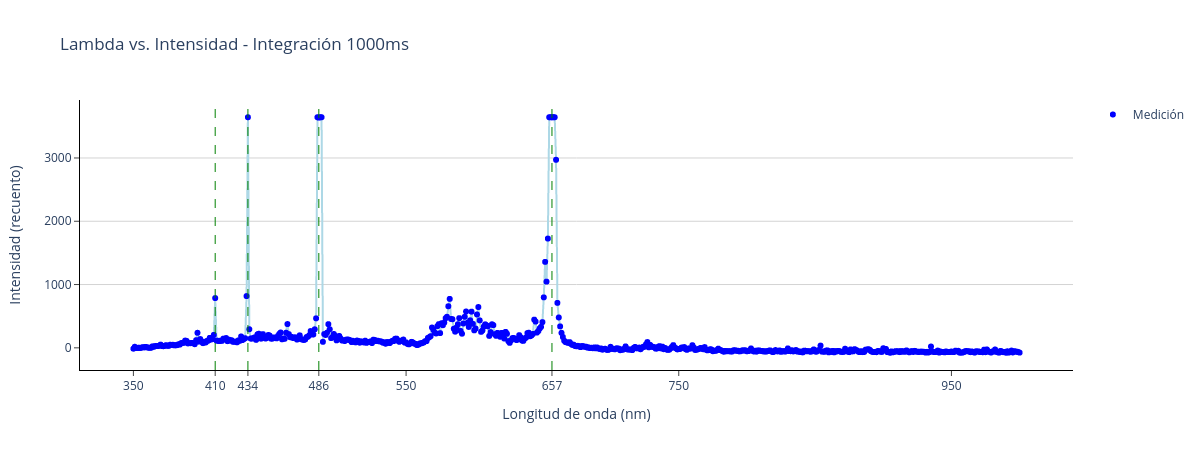 Lambda vs. Intensidad - Integración 1000ms
Medición
3000
2000
1000
0
Intensidad (recuento)
350 410 434 486 550 657 750 950
Longitud de onda (nm)